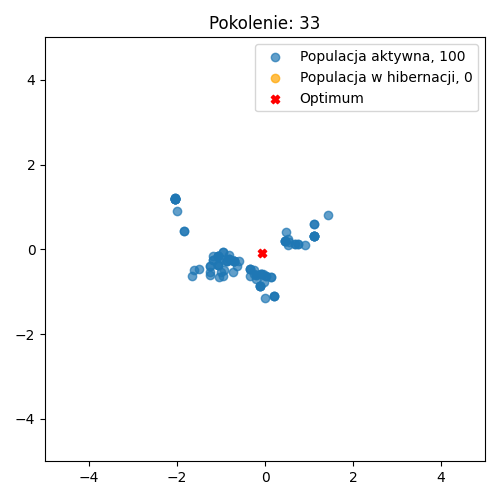 Pokolenie: 33
Populacja aktywna, 100
Populacja w hibernacji, 0
Optimum
4
2
0
−2
−4
−4
−2
0
2
4